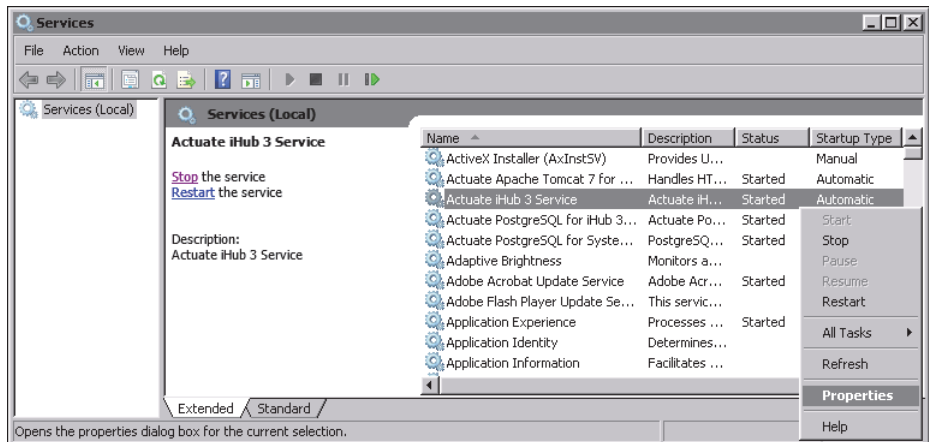 Services
File Action View Help
Services (Local)
Services (Local)
Actuate iHub 3 Service
Stop the service
Restart the service
Description:
Actuate iHub 3 Service
Name Description Status Startup Type
ActiveX Installer (AxInstSV) Provides U... Manual
Actuate Apache Tomcat 7 for ... Handles HT... Started Automatic
Actuate iHub 3 Service Actuate iH... Started Automatic
Actuate PostgreSQL for iHub 3... Actuate Po... Started
Actuate PostgreSQL for Syste... PostgreSQ... Started
Adaptive Brightness Monitors a...
Adobe Acrobat Update Service Adobe Acr... Started
Adobe Flash Player Update Se... This servic...
Application Experience Processes ... Started
Application Identity Determines...
Application Information Facilitates ...
Start
Stop
Pause
Resume
Restart
All Tasks
Refresh
Properties
Help
Extended Standard
Opens the properties dialog box for the current selection.